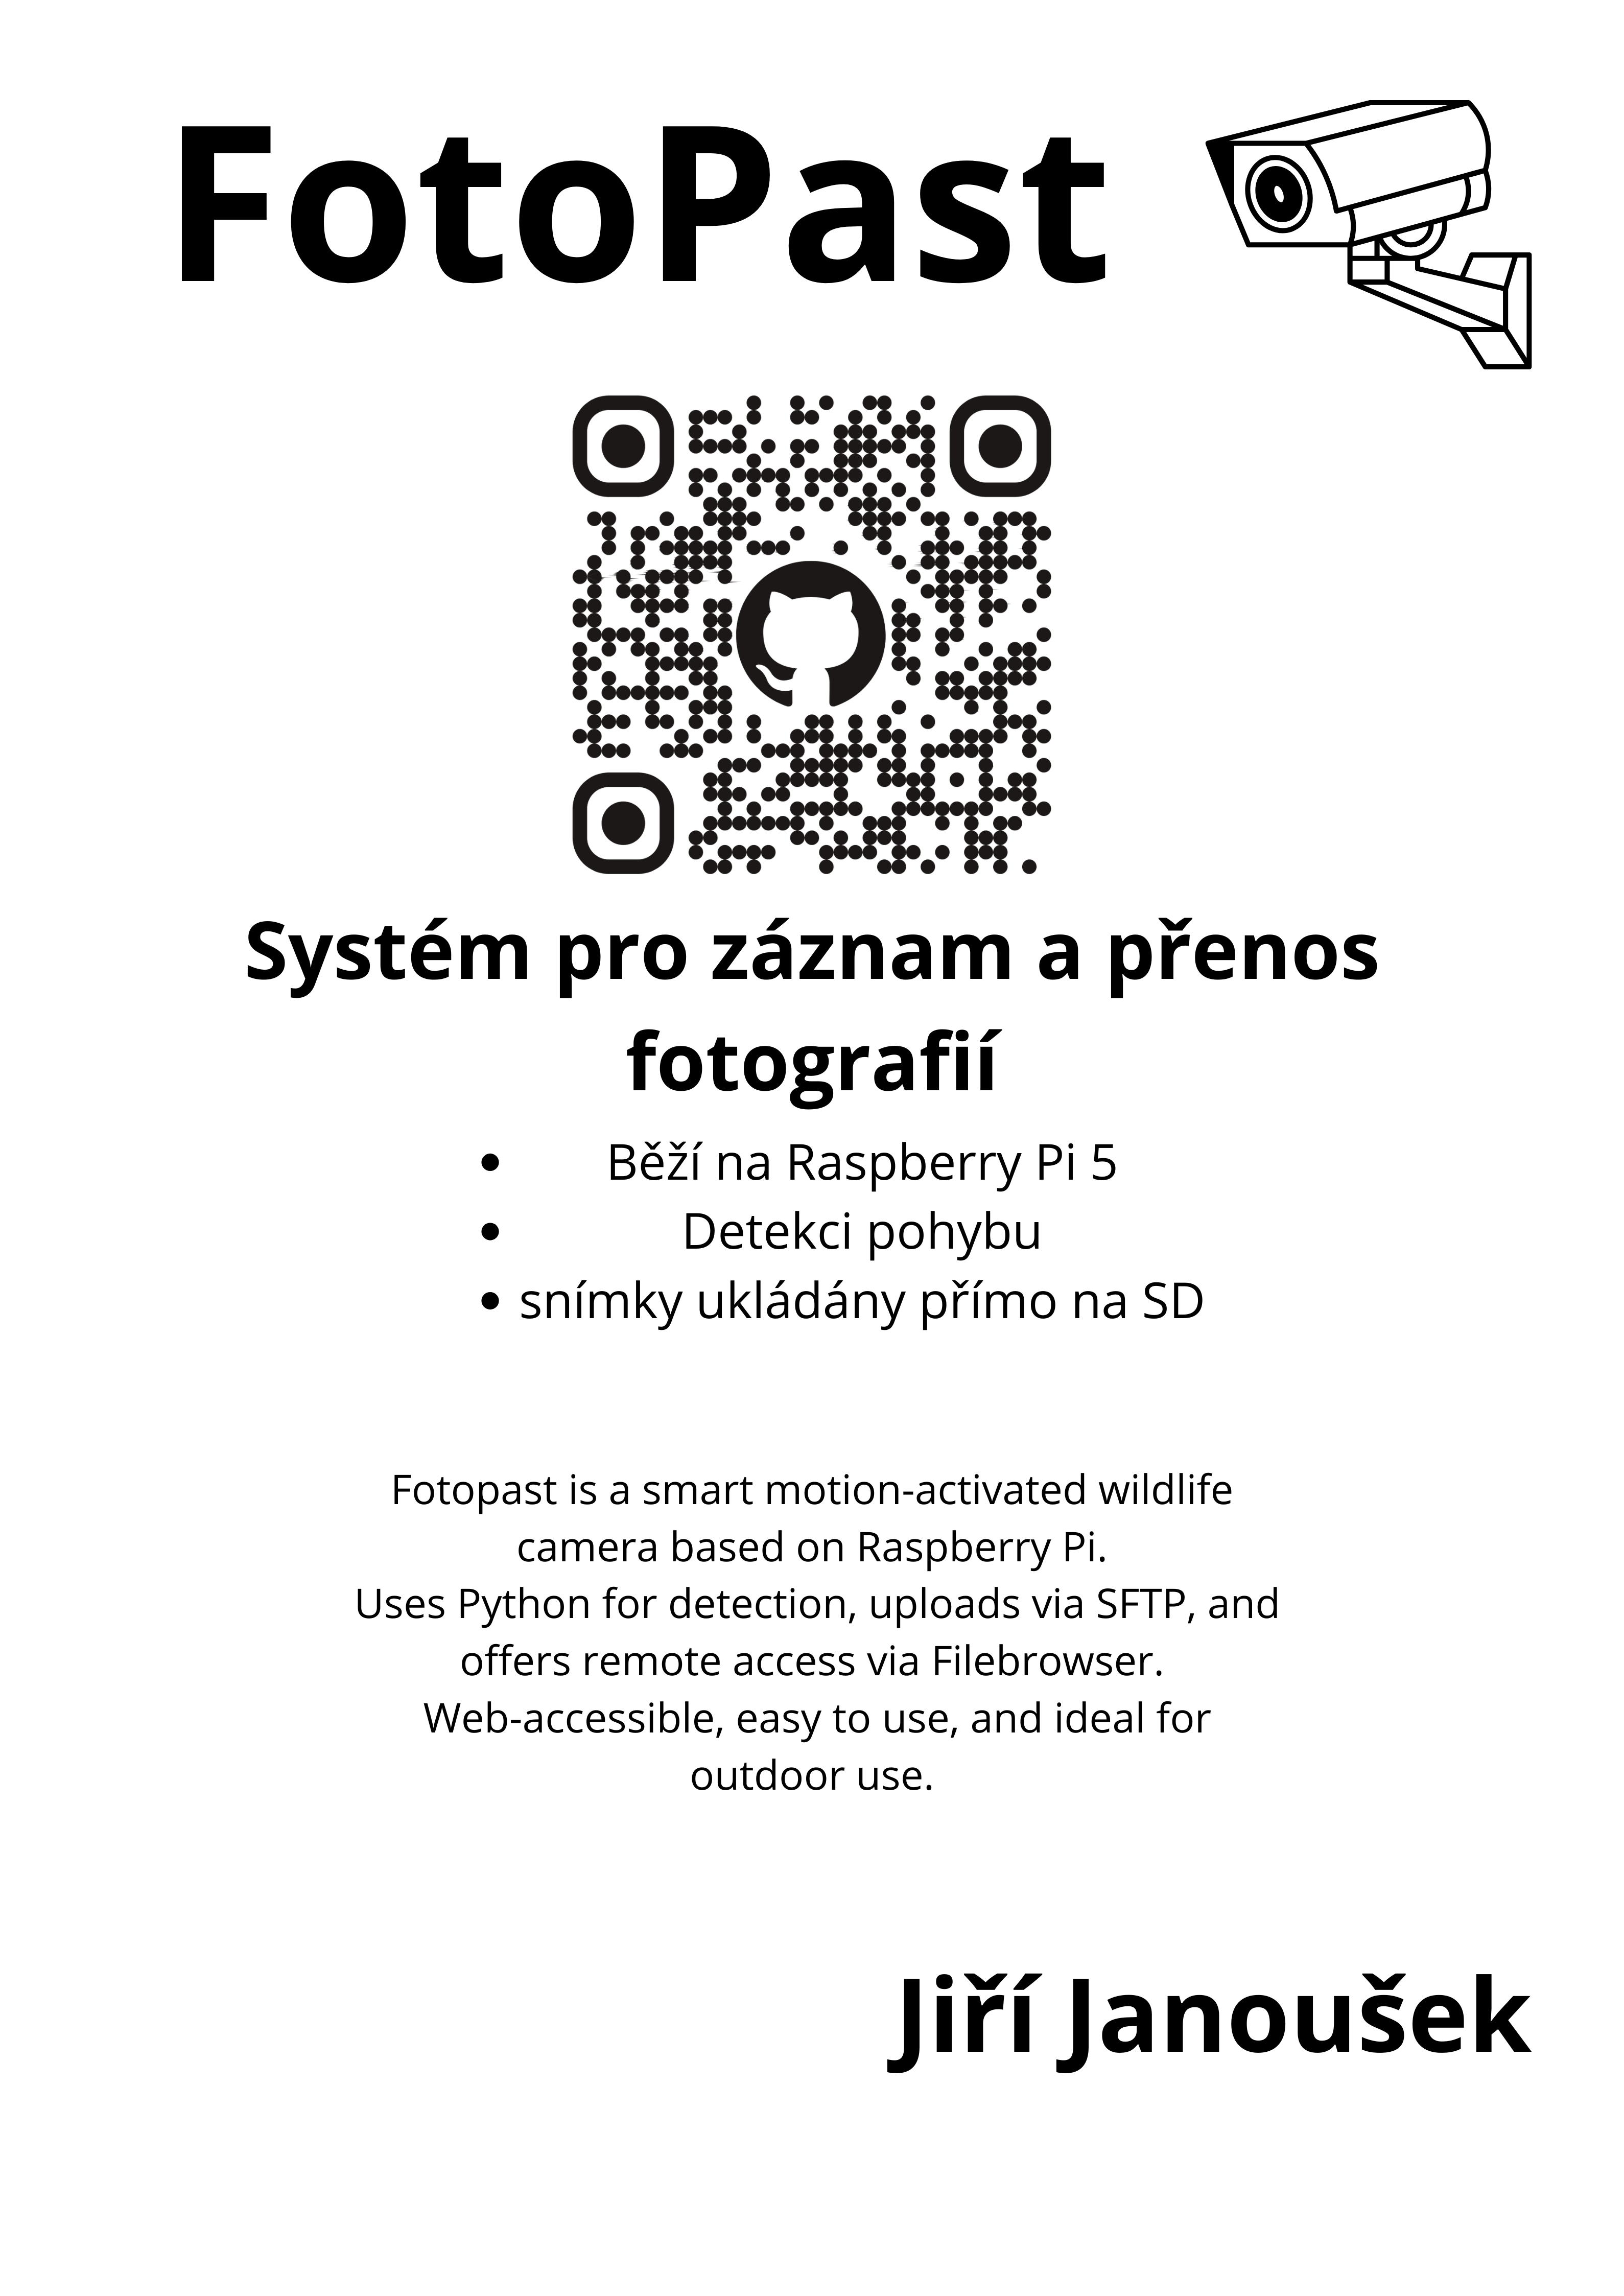 FotoPast
Systém pro záznam a přenos
fotografií
• Běží na Raspberry Pi 5
• Detekci pohybu
• snímky ukládány přímo na SD
Fotopast is a smart motion-activated wildlife
camera based on Raspberry Pi.
Uses Python for detection, uploads via SFTP, and
offers remote access via Filebrowser.
Web-accessible, easy to use, and ideal for
outdoor use.
Jiří Janoušek